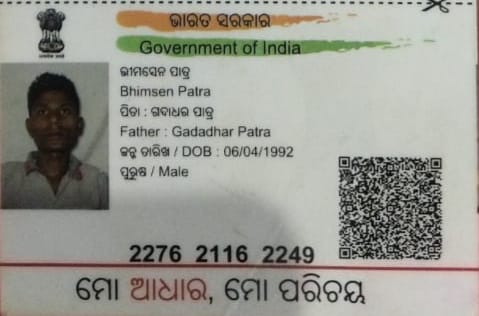 ଭାରତ ସରକାର
Government of India
ଭୀମସେନ ପାତ୍ର
Bhimsen Patra
ପିତା : ଗଦାଧର ପାତ୍ର
Father : Gadadhar Patra
ଜନ୍ମ ତାରିଖ / DOB : 06/04/1992
ପୁରୁଷ / Male
2276 2116 2249
ମୋ ଆଧାର, ମୋ ପରିଚୟ